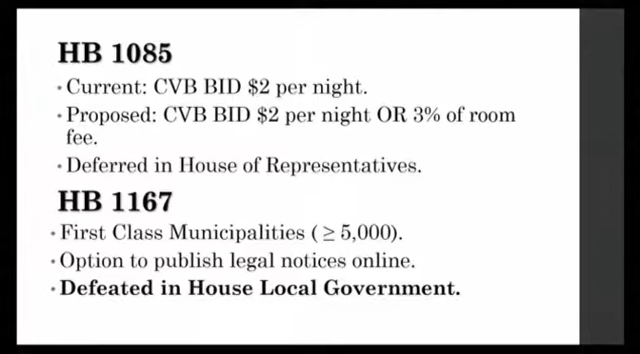 HB 1085
• Current: CVB BID $2 per night.
• Proposed: CVB BID $2 per night OR 3% of room
fee.
• Deferred in House of Representatives.
HB 1167
• First Class Municipalities ( ≥ 5,000).
• Option to publish legal notices online.
• Defeated in House Local Government.